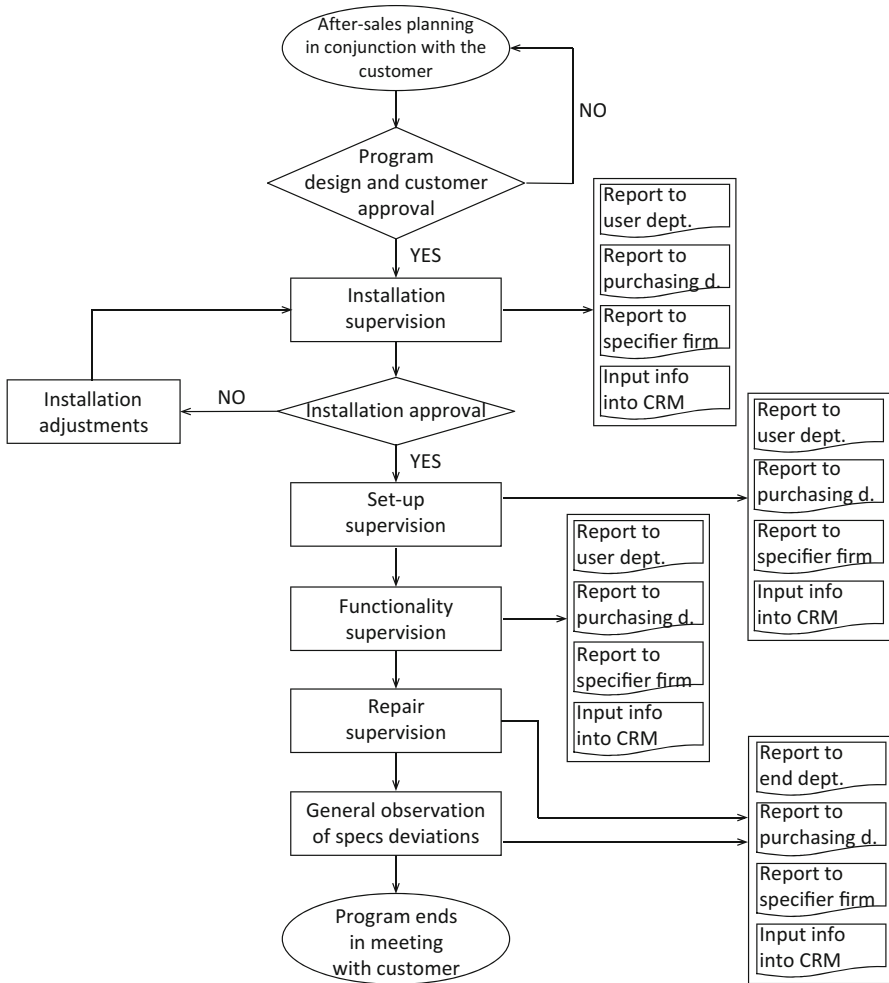 After-sales planning
in conjunction with the
customer
NO
Program
design and customer
approval
YES
Installation
supervision
Report to
user dept.
Report to
purchasing d.
Report to
specifier firm
Input info
into CRM
Installation
adjustments
NO
Installation approval
YES
Set-up
supervision
Report to
user dept.
Report to
purchasing d.
Report to
specifier firm
Input info
into CRM
Functionality
supervision
Report to
user dept.
Report to
purchasing d.
Report to
specifier firm
Input info
into CRM
Repair
supervision
General observation
of specs deviations
Report to
end dept.
Report to
purchasing d.
Report to
specifier firm
Input info
into CRM
Program ends
in meeting
with customer